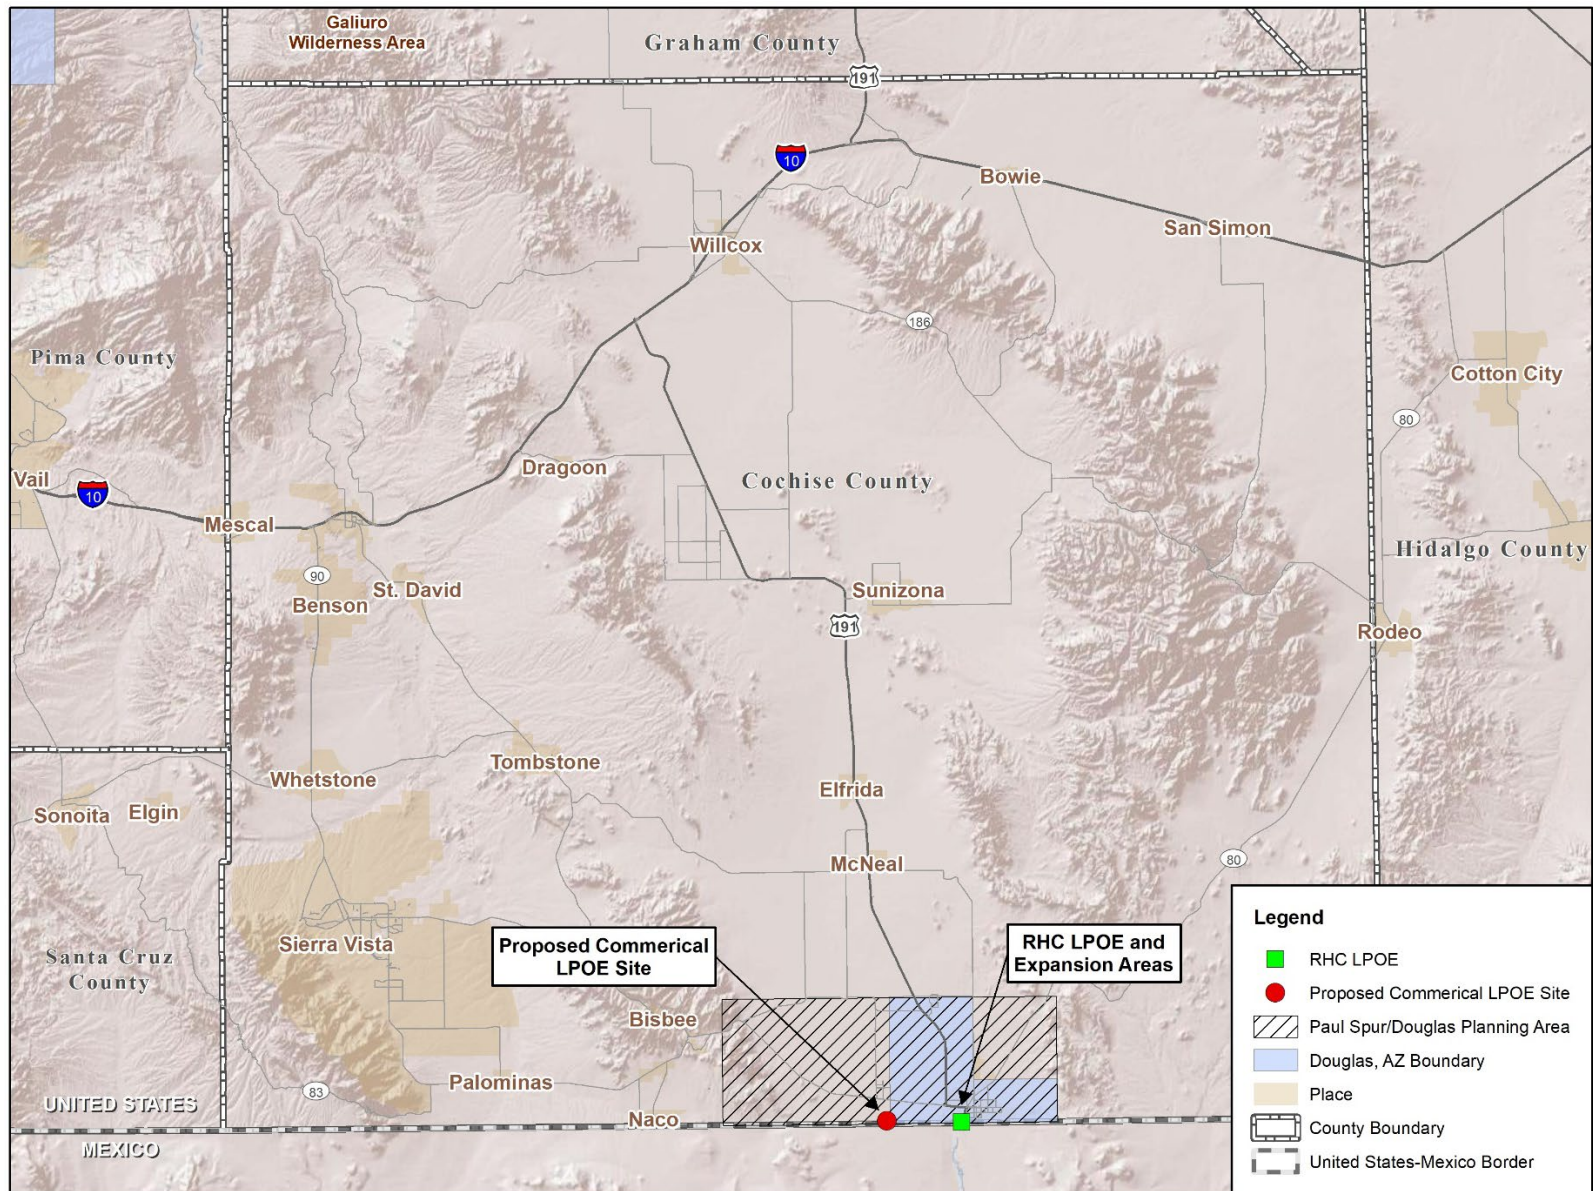 Galiuro
Wilderness Area
Graham County
191
10
Bowie
San Simon
Willcox
186
Pima County
Cotton City
80
Dragoon
Vail
10
Cochise County
Mescal
Hidalgo County
90
St. David
Benson
Sunizona
191
Rodeo
Tombstone
Whetstone
Elfrida
Sonoita
Elgin
McNeal
80
Sierra Vista
Santa Cruz
County
Proposed Commerical
LPOE Site
RHC LPOE and
Expansion Areas
Bisbee
Palominas
83
Naco
UNITED STATES
MEXICO
Legend
RHC LPOE
Proposed Commerical LPOE Site
Paul Spur/Douglas Planning Area
Douglas, AZ Boundary
Place
County Boundary
United States-Mexico Border